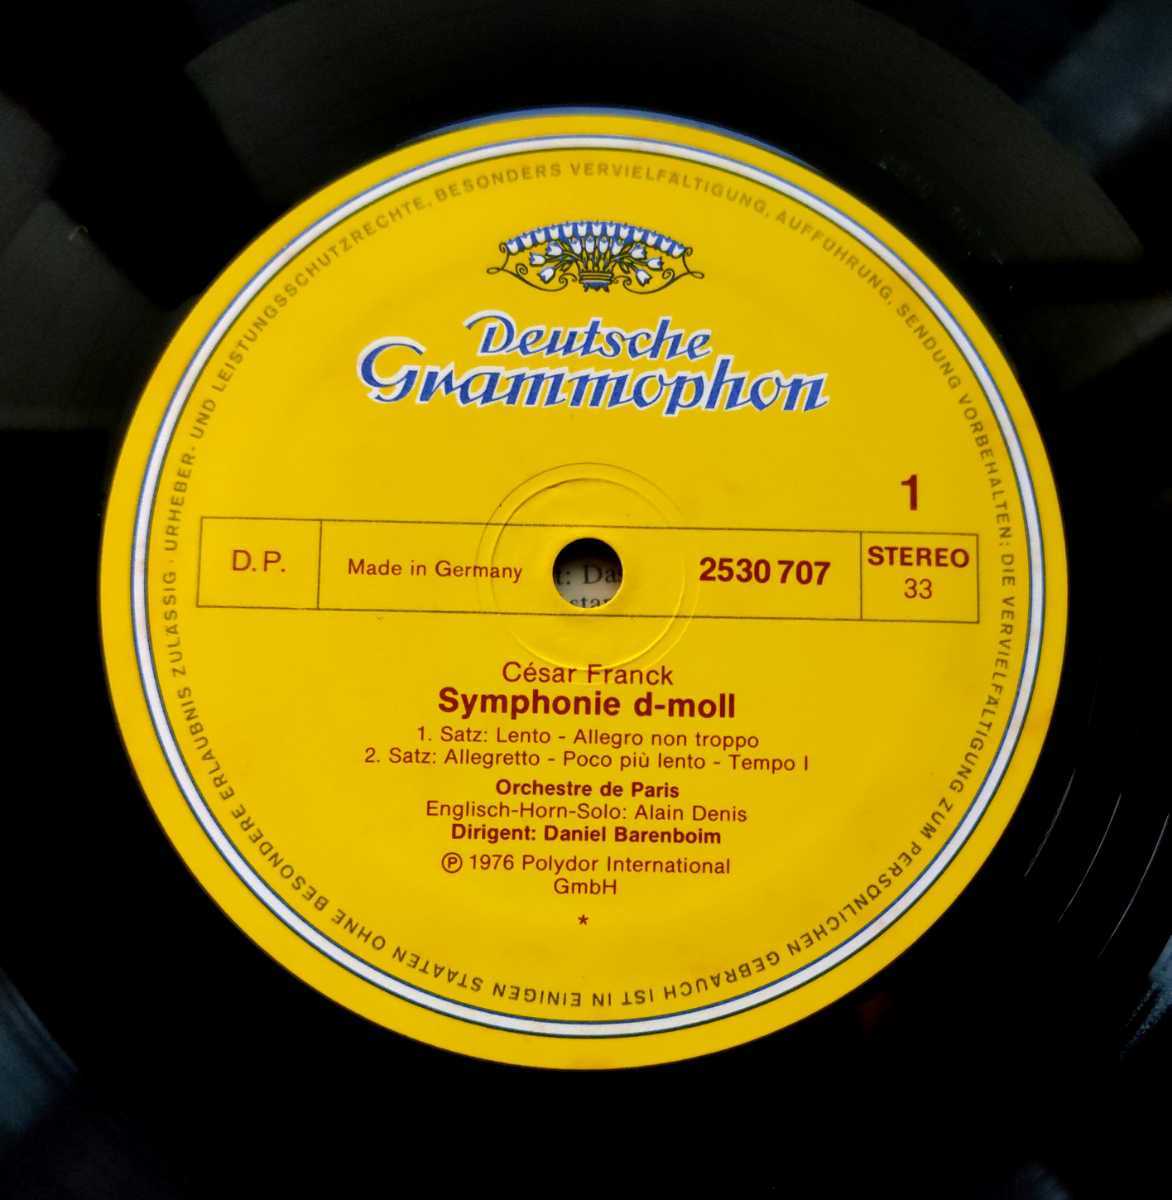 URHEBER- UND LEISTUNGSSCHUTZRECHTE, BESONDERS VERVIELFÄLTIGUNG, AUFFÜHRUNG, SENDUNG VORBEHALTEN: DIE VERVIELFÄLTIGUNG ZUM PERSÖNLICHEN GEBRAUCH IST IN EINIGEN STAATEN OHNE BESONDERE ERLAUBNIS ZULÄSSIG ·
Deutsche
Grammophon
1
D.P.
Made in Germany
2530 707
STEREO
33
t: Das
star
César Franck
Symphonie d-moll
1. Satz: Lento - Allegro non troppo
2. Satz: Allegretto - Poco più lento - Tempo I
Orchestre de Paris
Englisch-Horn-Solo: Alain Denis
Dirigent: Daniel Barenboim
Ⓟ 1976 Polydor International
GmbH
*